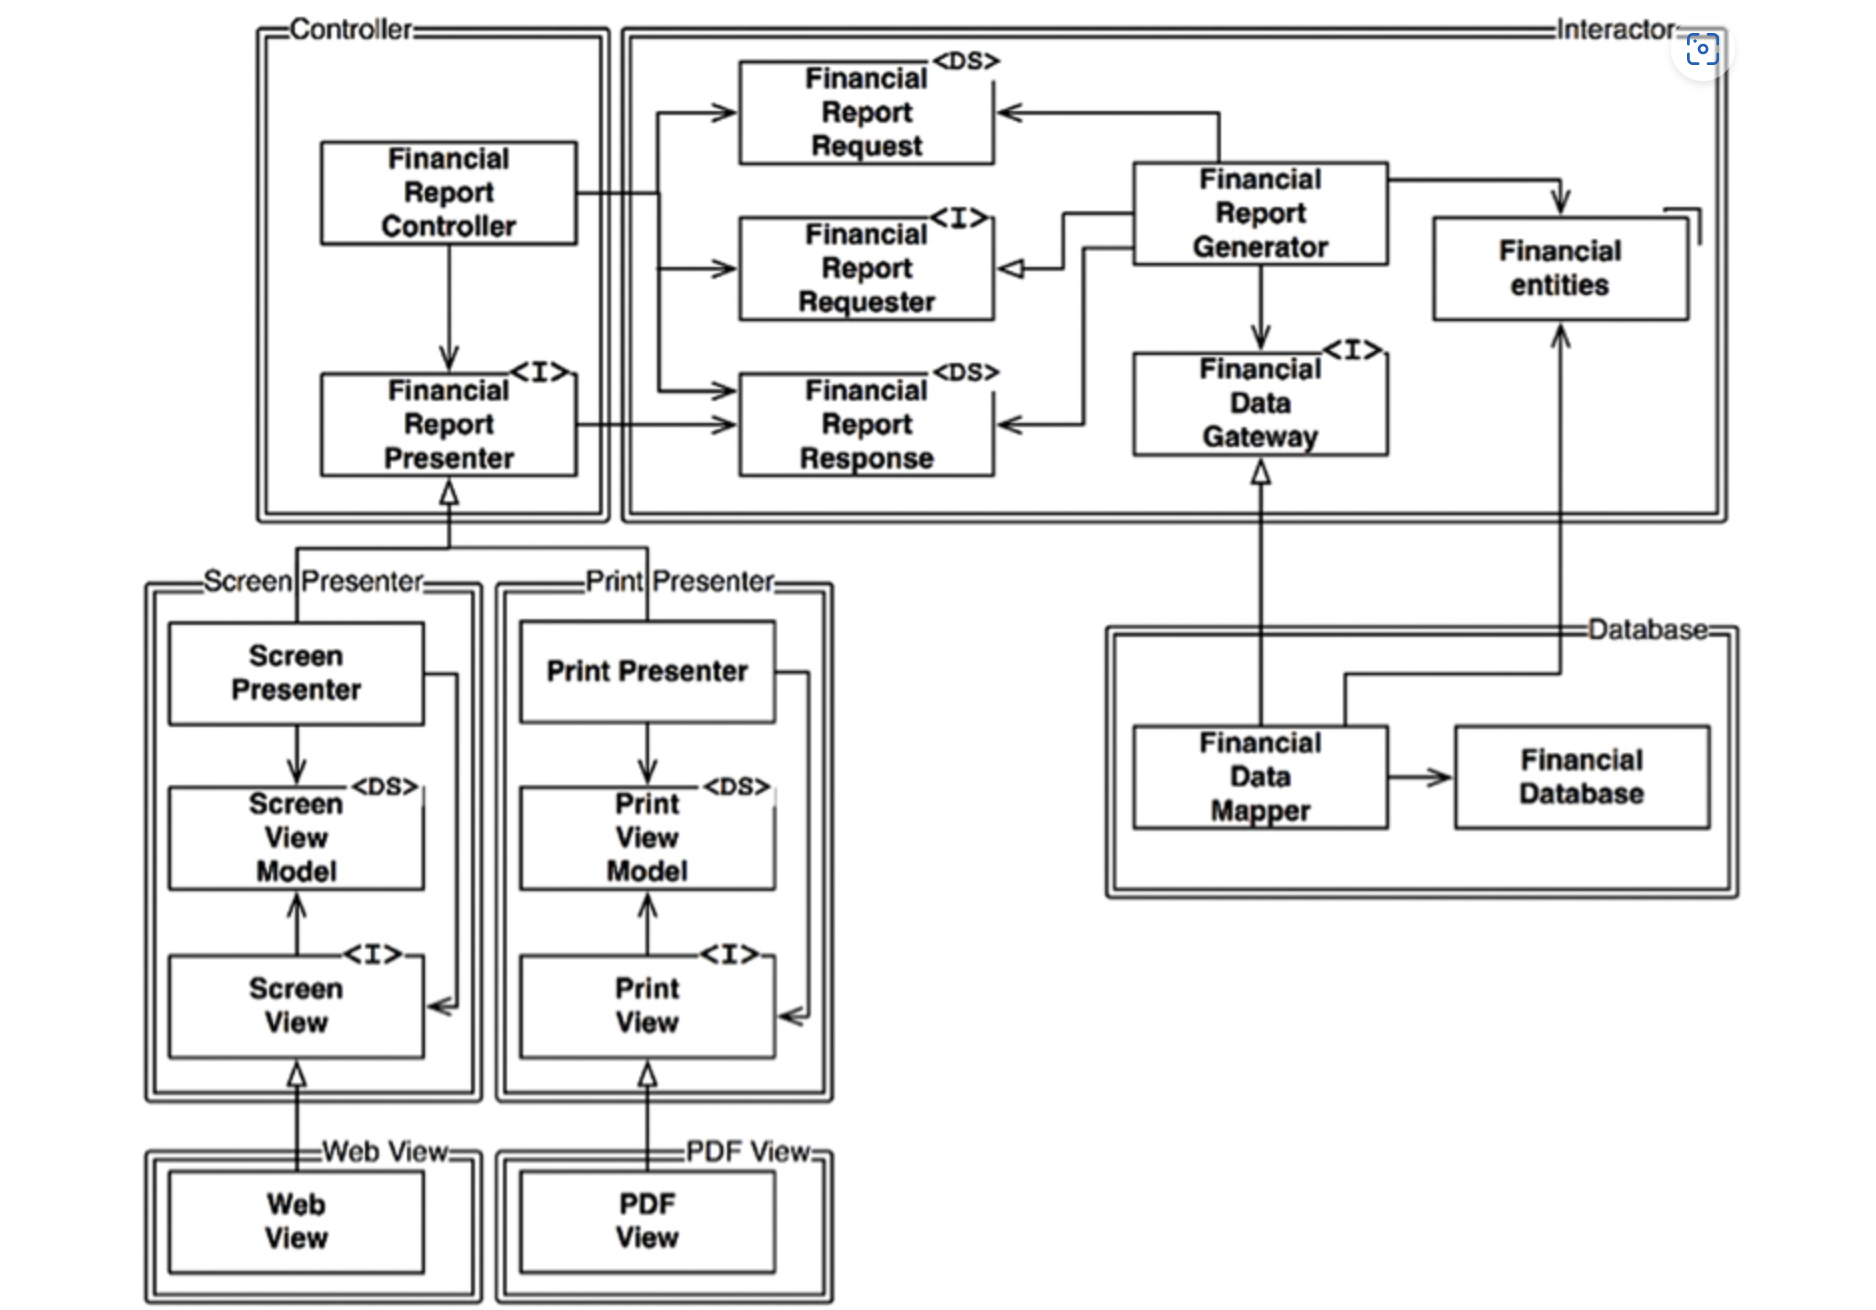 Controller
Interactor
<DS>
Financial
Report
Request
Financial
Report
Controller
Financial
Report
Generator
<I>
Financial
Report
Requester
Financial
entities
<I>
Financial
Data
Gateway
<I>
Financial
Report
Presenter
<DS>
Financial
Report
Response
Screen Presenter
Print Presenter
Database
Screen
Presenter
Print Presenter
Financial
Data
Mapper
Financial
Database
<DS>
Screen
View
Model
<DS>
Print
View
Model
<I>
Screen
View
<I>
Print
View
Web View
PDF View
Web
View
PDF
View